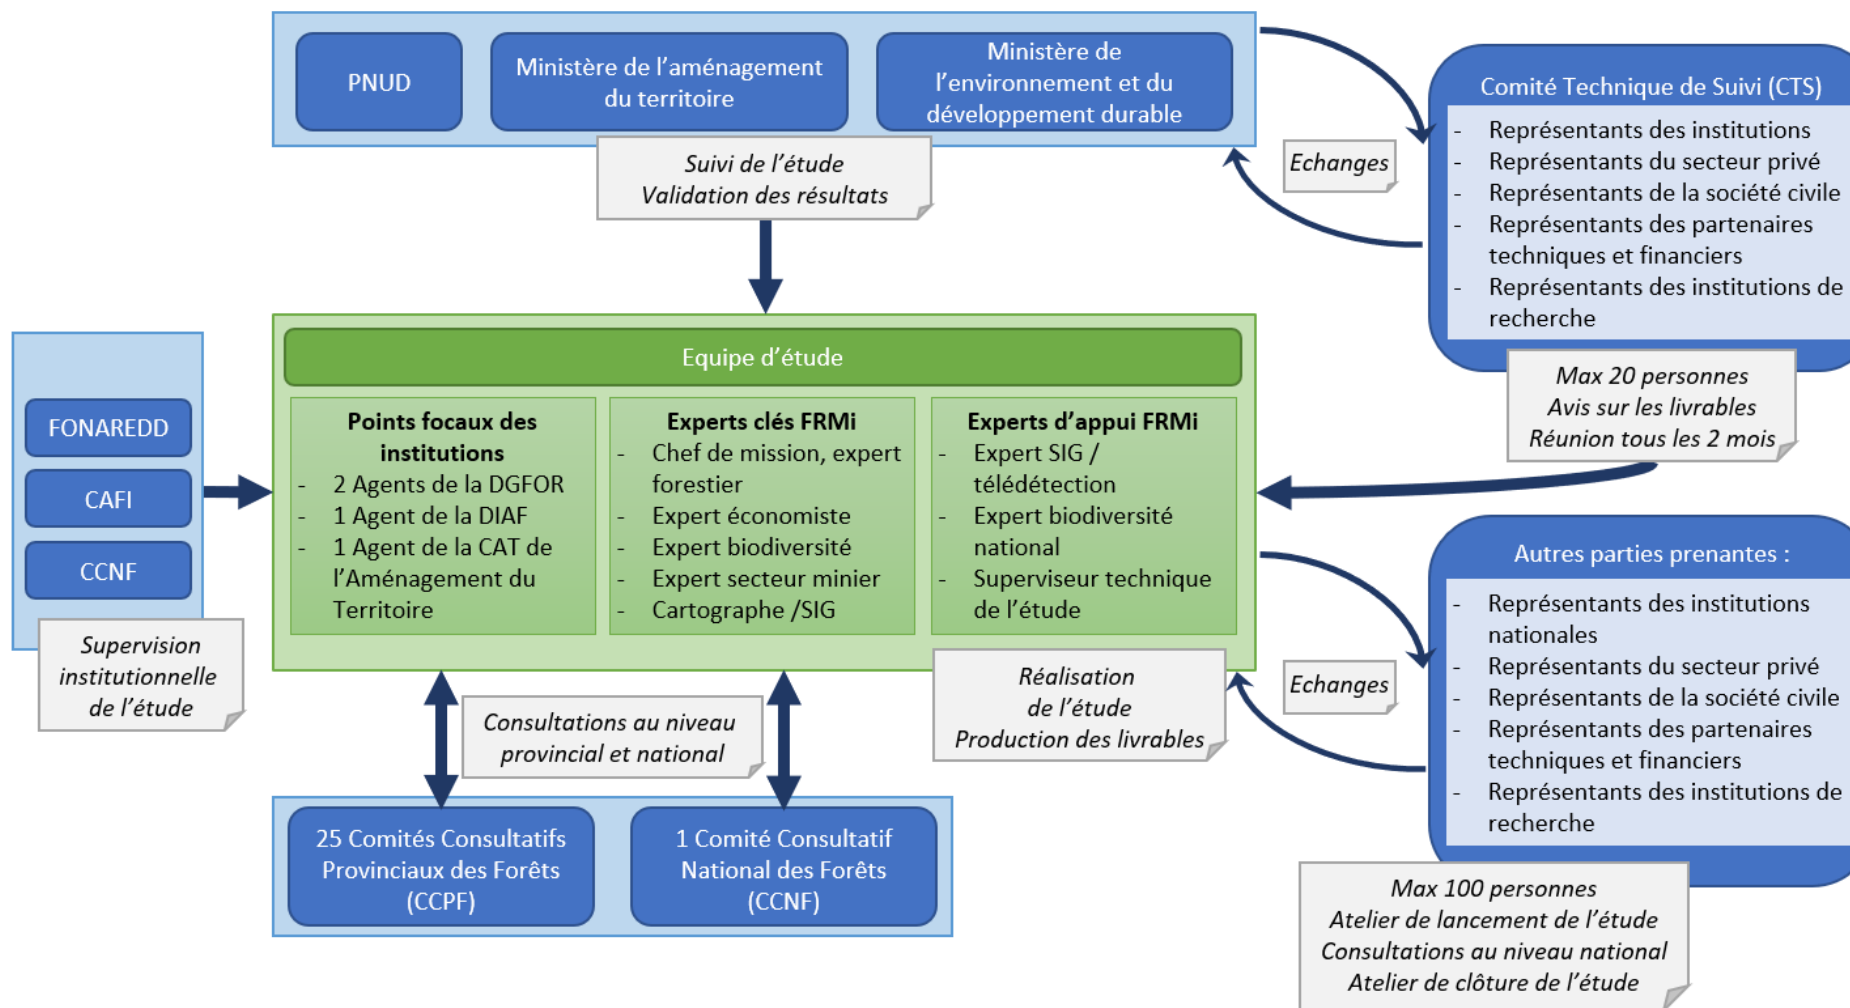 PNUD
Ministère de l’aménagement
du territoire
Ministère de
l’environnement et du
développement durable
Suivi de l’étude
Validation des résultats
Echanges
Comité Technique de Suivi (CTS)
- Représentants des institutions
- Représentants du secteur privé
- Représentants de la société civile
- Représentants des partenaires
techniques et financiers
- Représentants des institutions de
recherche
Max 20 personnes
Avis sur les livrables
Réunion tous les 2 mois
FONAREDD
CAFI
CCNF
Supervision
institutionnelle
de l’étude
Equipe d’étude
Points focaux des
institutions
- 2 Agents de la DGFOR
- 1 Agent de la DIAF
- 1 Agent de la CAT de
l’Aménagement du
Territoire
Experts clés FRMi
- Chef de mission, expert
forestier
- Expert économiste
- Expert biodiversité
- Expert secteur minier
- Cartographe /SIG
Experts d’appui FRMi
- Expert SIG /
télédétection
- Expert biodiversité
national
- Superviseur technique
de l’étude
Réalisation
de l’étude
Production des livrables
Consultations au niveau
provincial et national
25 Comités Consultatifs
Provinciaux des Forêts
(CCPF)
1 Comité Consultatif
National des Forêts
(CCNF)
Echanges
Autres parties prenantes :
- Représentants des institutions
nationales
- Représentants du secteur privé
- Représentants de la société civile
- Représentants des partenaires
techniques et financiers
- Représentants des institutions de
recherche
Max 100 personnes
Atelier de lancement de l’étude
Consultations au niveau national
Atelier de clôture de l’étude